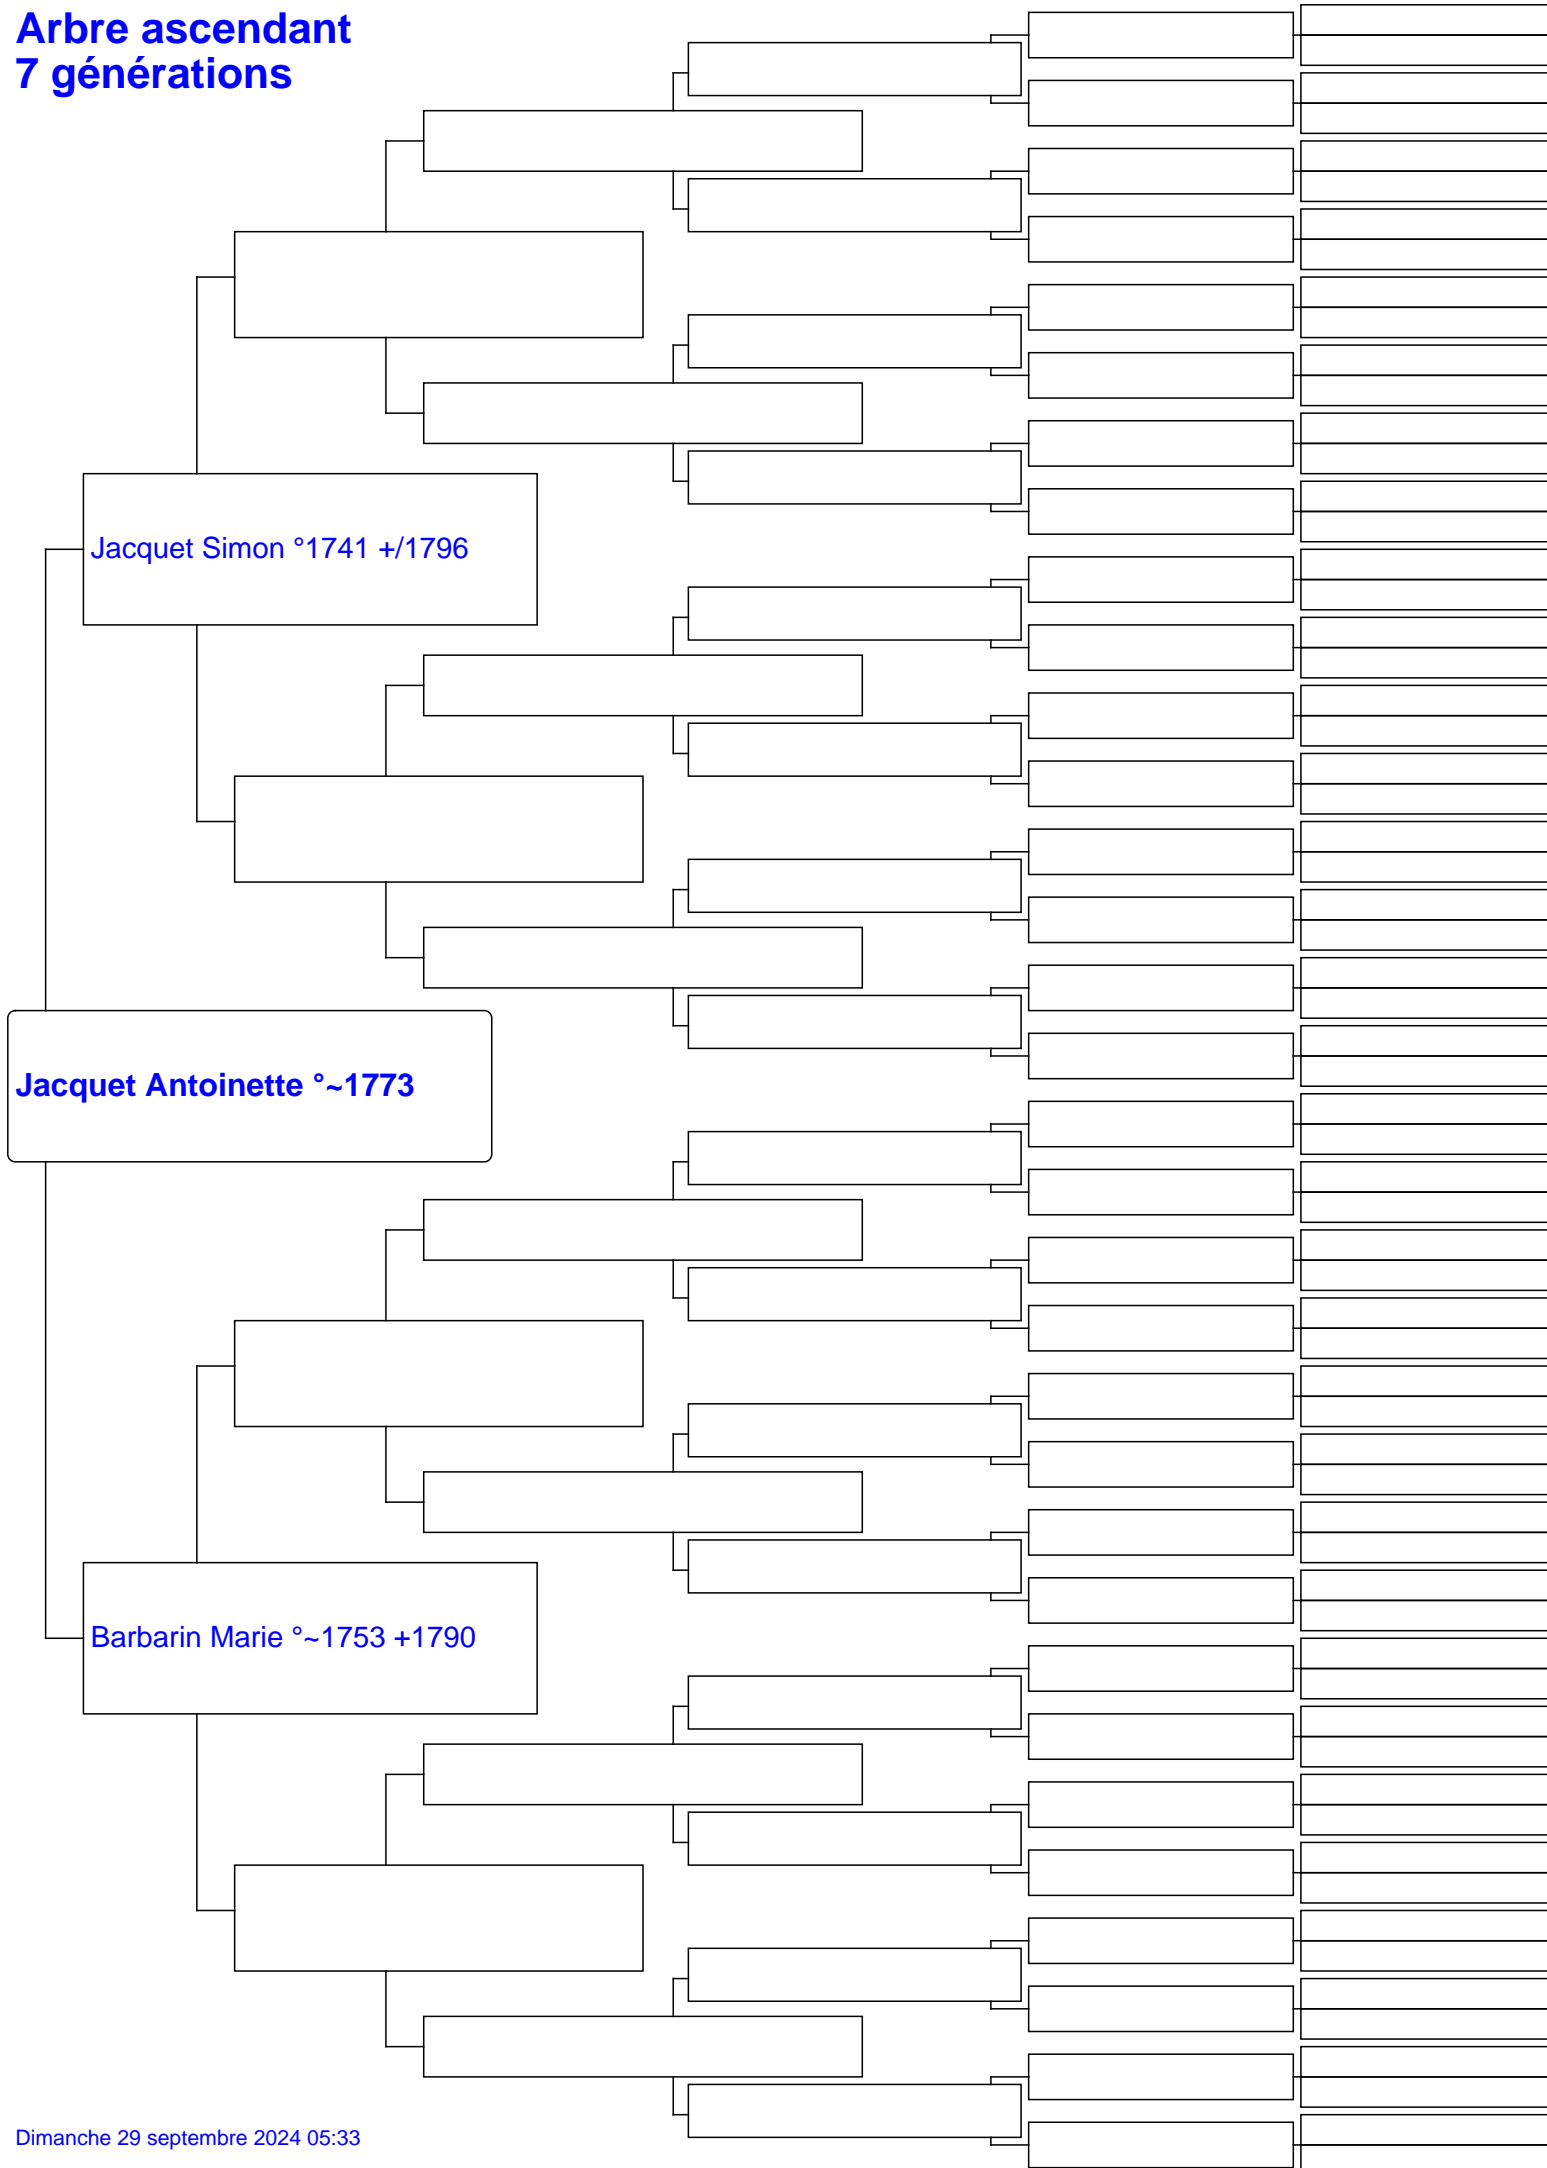 Arbre ascendant
7 générations
Jacquet Simon °1741 +/1796
Jacquet Antoinette °~1773
Barbarin Marie °~1753 +1790
Dimanche 29 septembre 2024 05:33